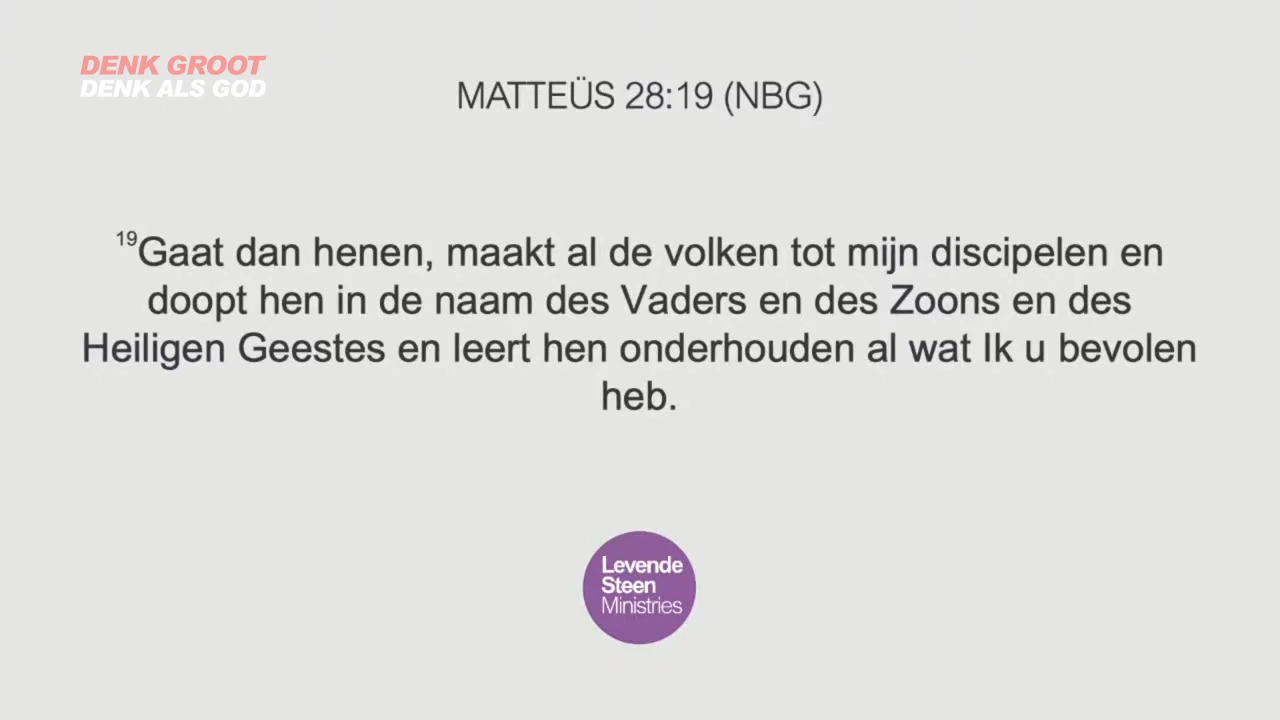 DENK GROOT
DENK ALS GOD
MATTEÜS 28:19 (NBG)
19Gaat dan henen, maakt al de volken tot mijn discipelen en
doopt hen in de naam des Vaders en des Zoons en des
Heiligen Geestes en leert hen onderhouden al wat Ik u bevolen
heb.
Levende
Steen
Ministries